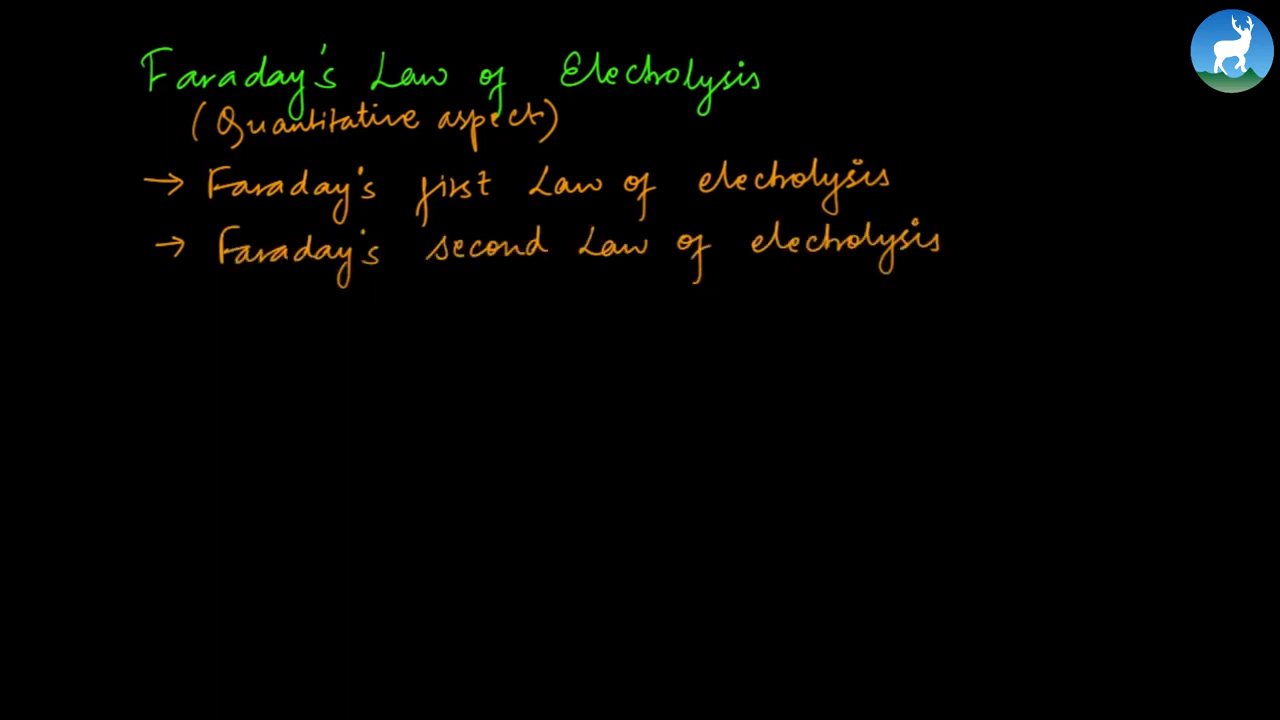 Faraday's Law of Electrolysis
(Quantitative aspect)
→ Faraday's first Law of electrolysis
→ Faraday's second Law of electrolysis